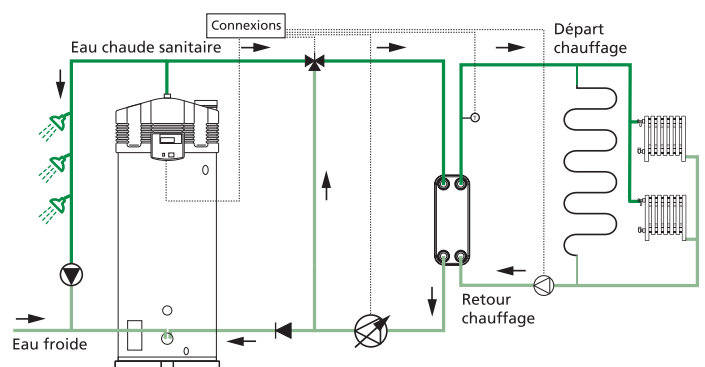 Connexions
Départ
chauffage
Eau chaude sanitaire
Retour
chauffage
Eau froide